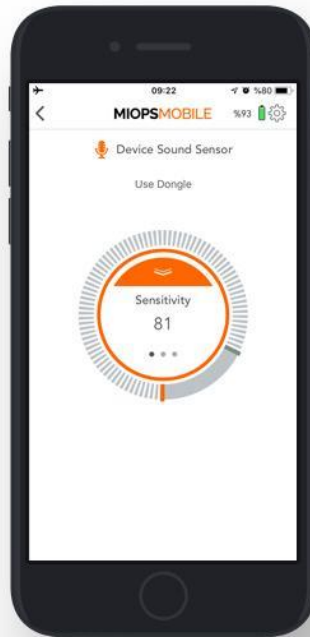 09:22 %80
MIOPSMOBILE %93
Device Sound Sensor
Use Dongle
Sensitivity
81